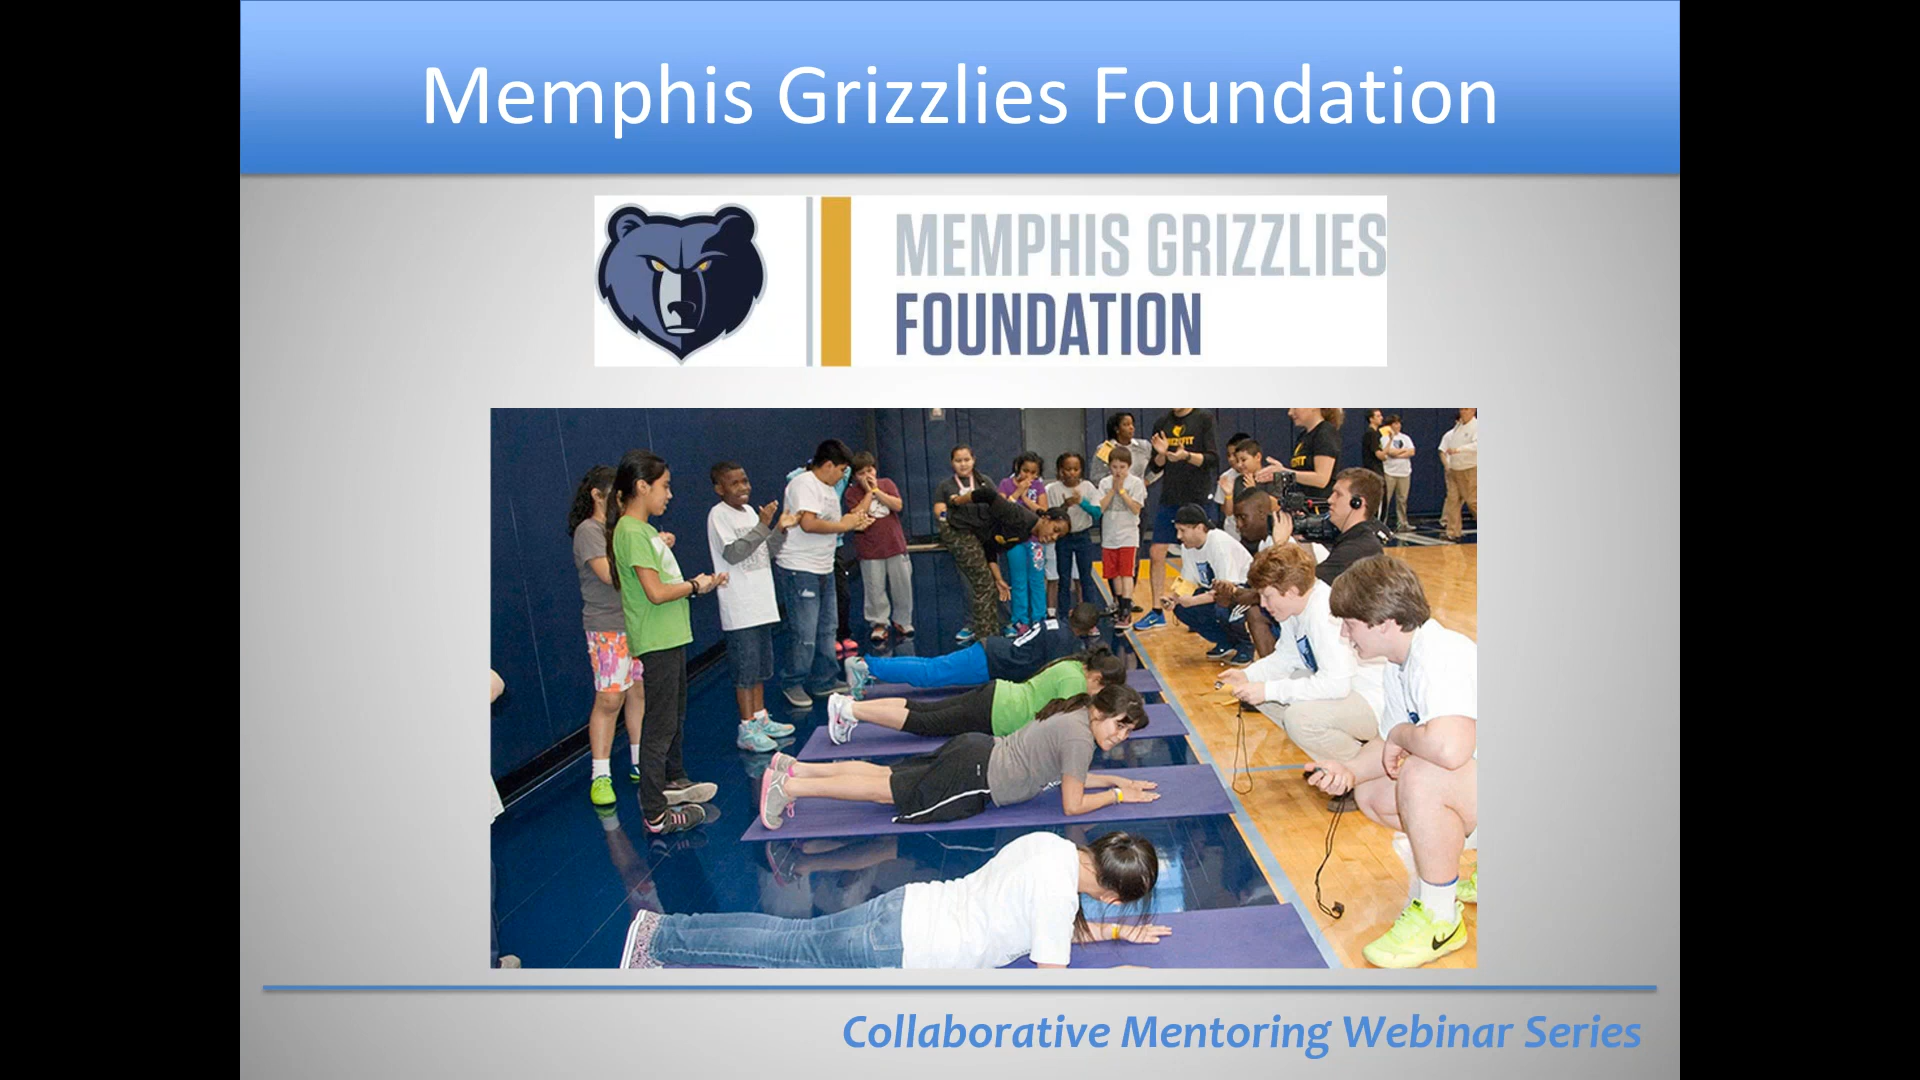 Memphis Grizzlies Foundation
MEMPHIS GRIZZLIES
FOUNDATION
Collaborative Mentoring Webinar Series